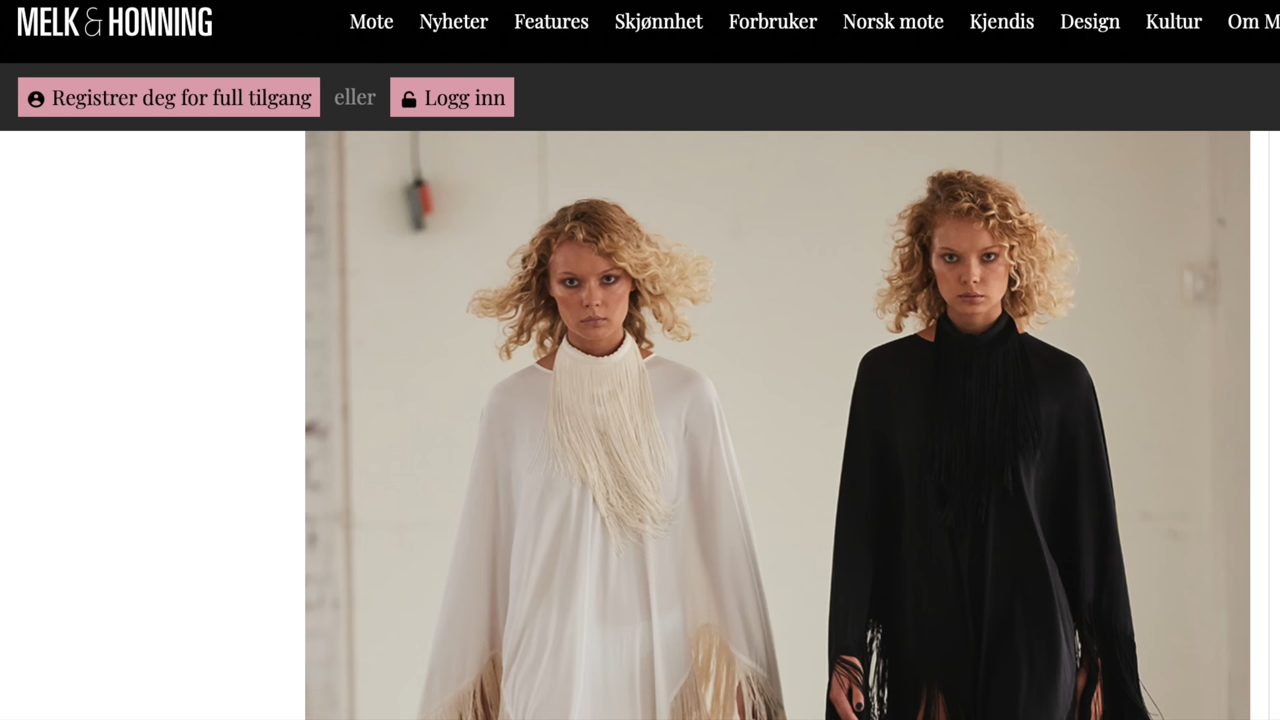 MELK & HONNING Mote Nyheter Features Skjønnhet Forbruker Norsk mote Kjendis Design Kultur Om M
Registrer deg for full tilgang eller Logg inn